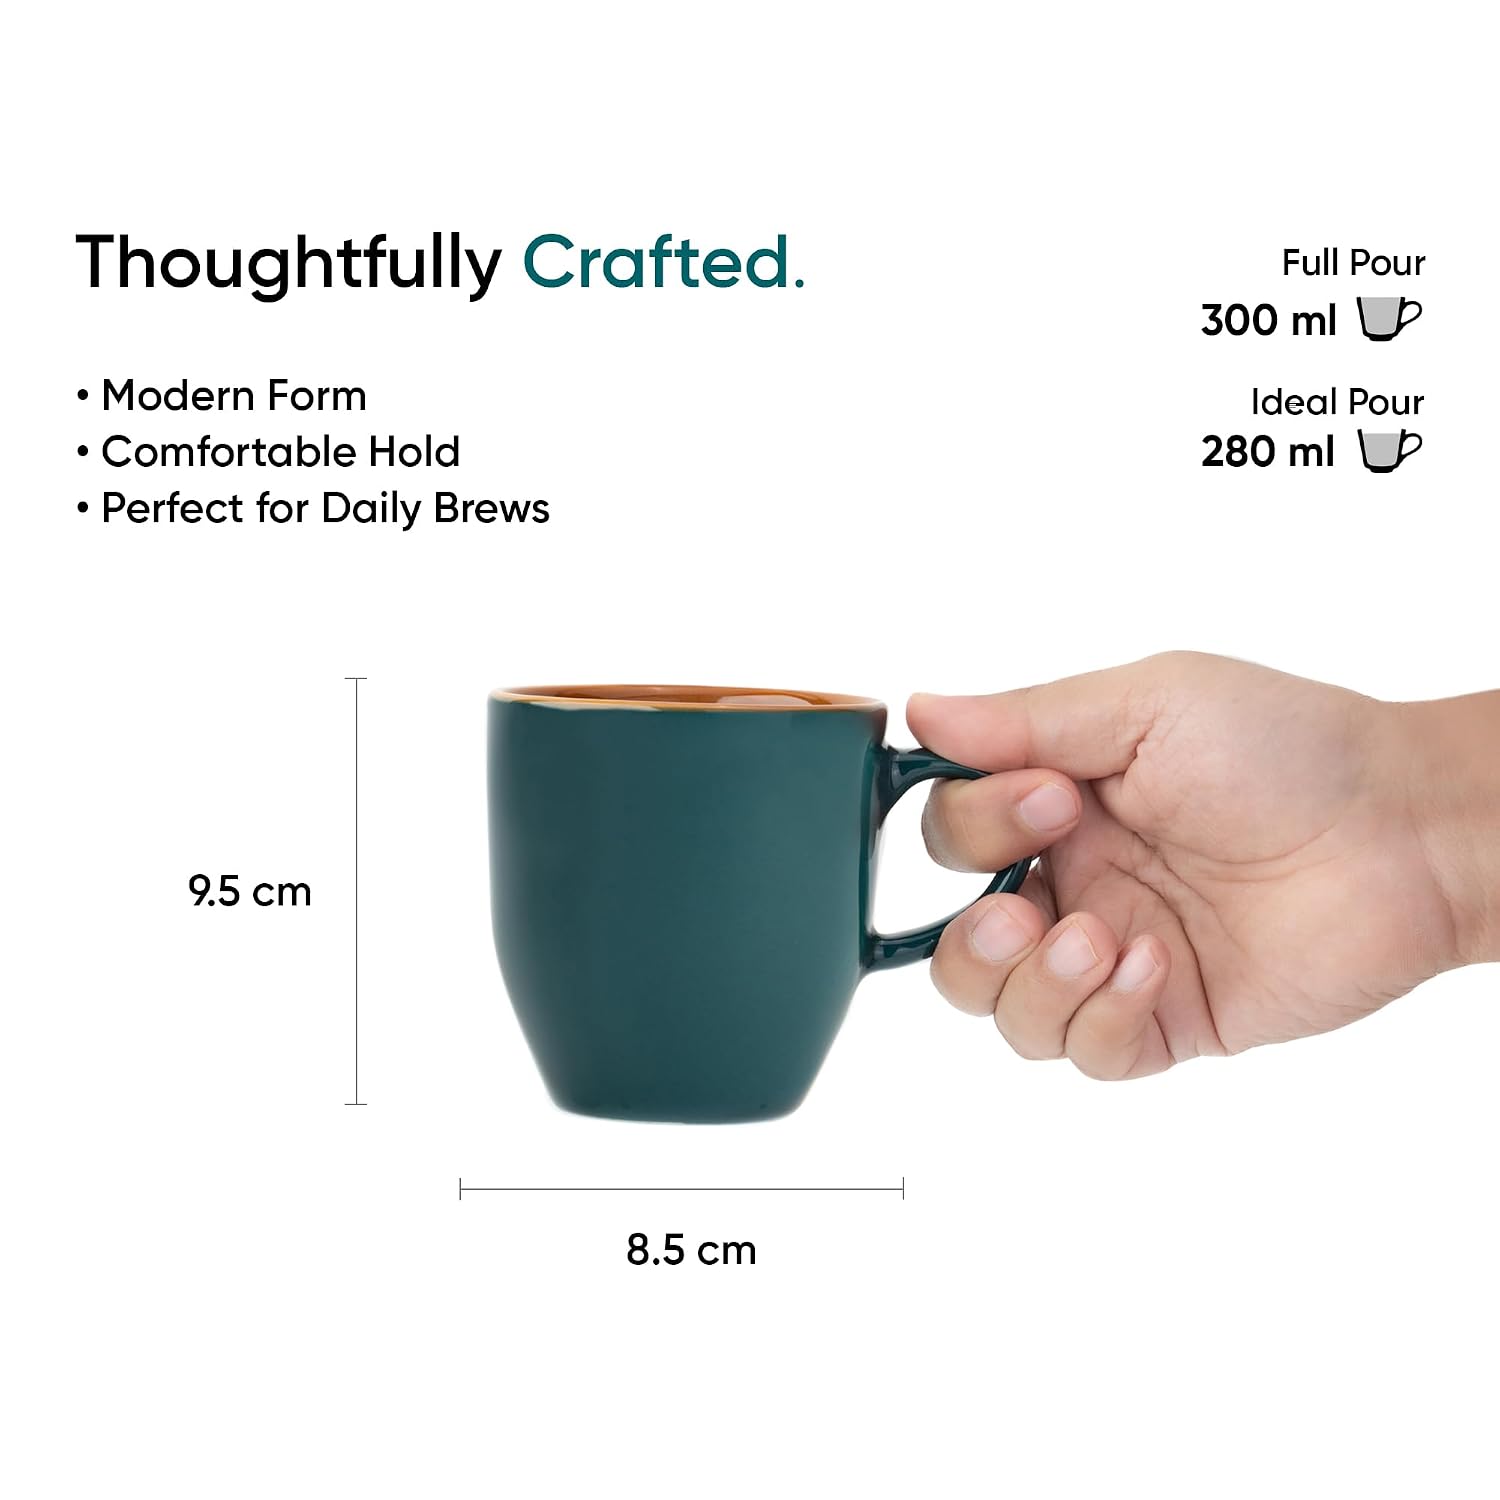 Thoughtfully Crafted.
• Modern Form
• Comfortable Hold
• Perfect for Daily Brews
Full Pour
300 ml
Ideal Pour
280 ml
9.5 cm
8.5 cm